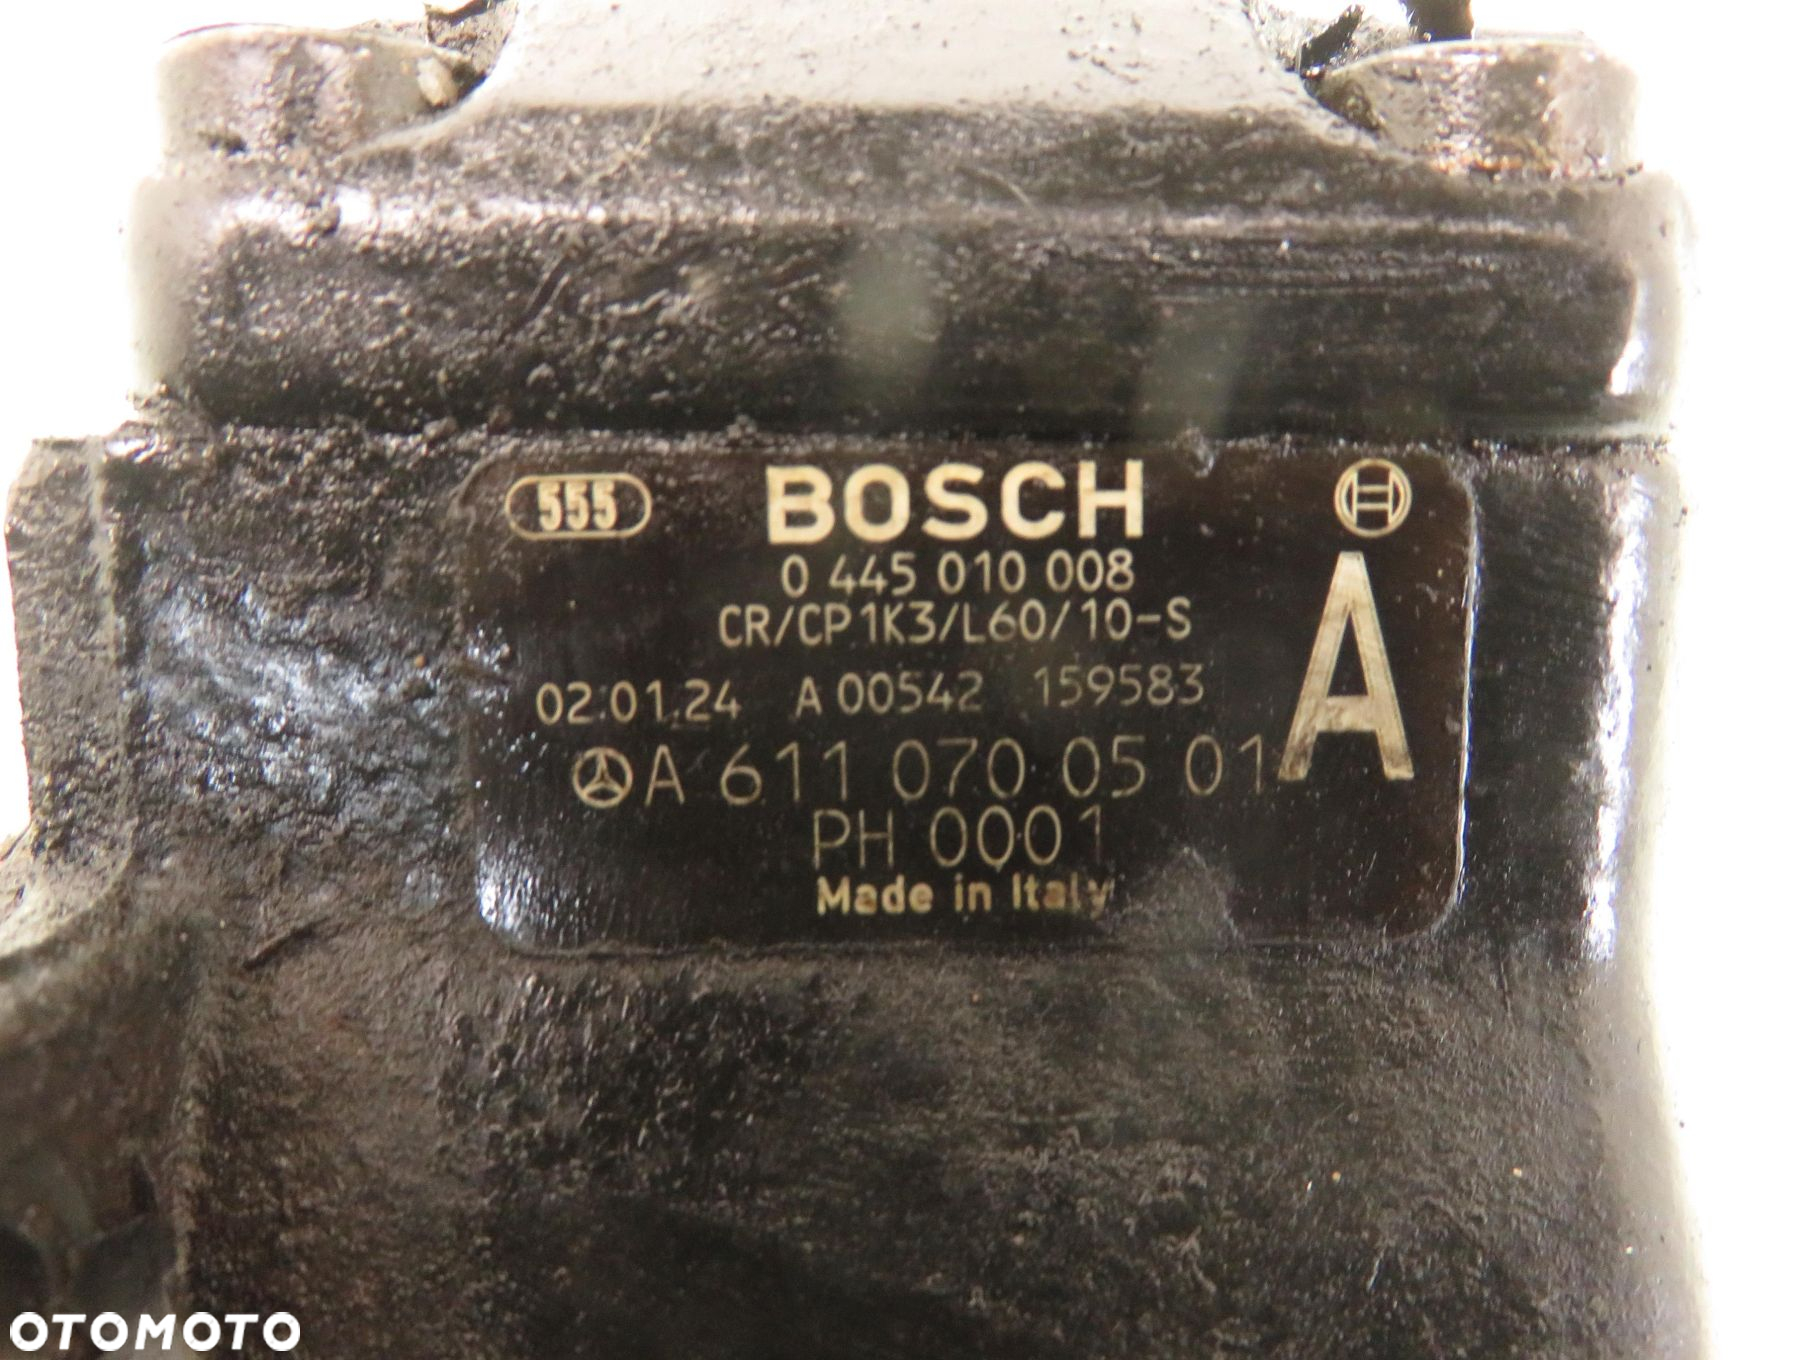 555 BOSCH
0 445 010 008
CR/CP1K3/L60/10-S
A
02.01.24 A 00542 159583
A 611 070 05 01
PH 0001
Made in Italy
OTOMOTO